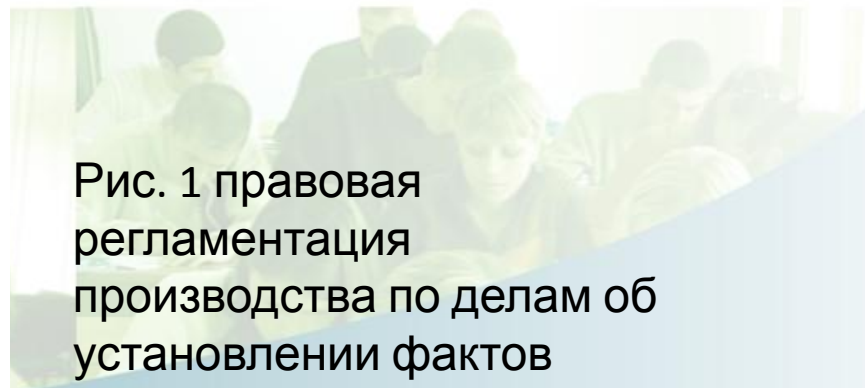 Рис. 1 правовая
регламентация
производства по делам об
установлении фактов